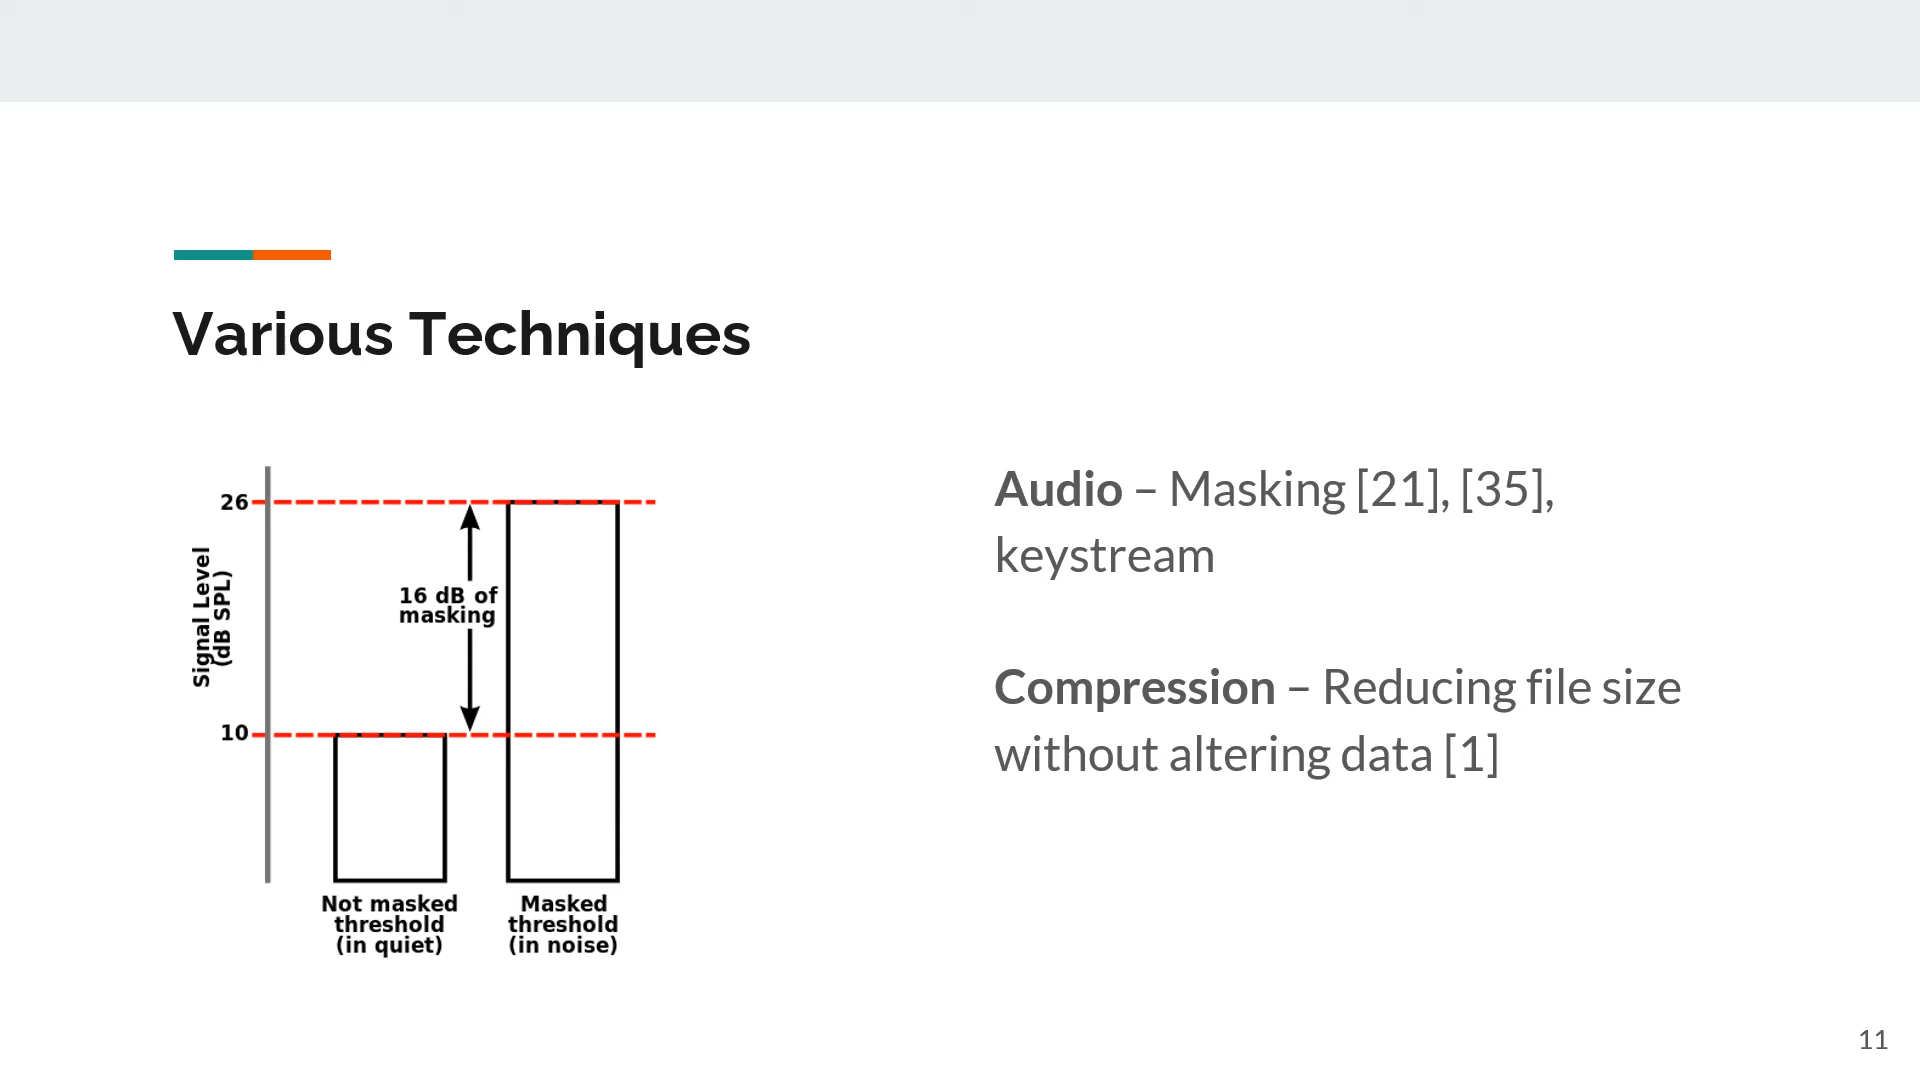 Various Techniques
26
Signal Level
(dB SPL)
16 dB of
masking
10
Not masked
threshold
(in quiet)
Masked
threshold
(in noise)
Audio – Masking [21], [35],
keystream
Compression – Reducing file size
without altering data [1]
11